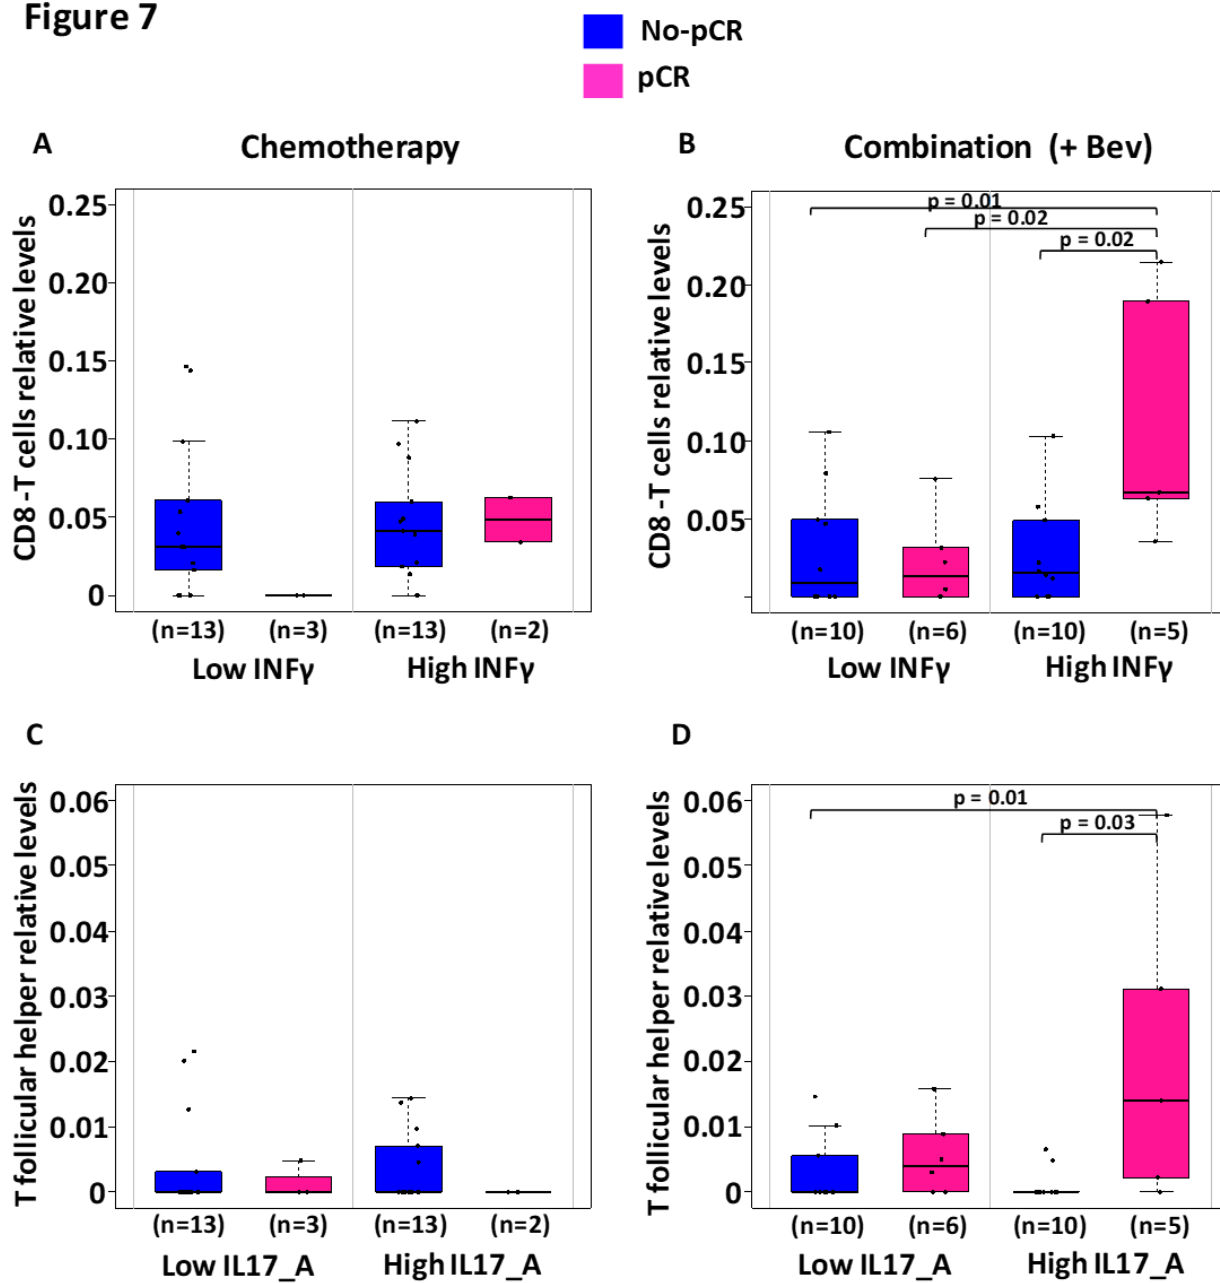 Figure 7
No-pCR
pCR
A
Chemotherapy
CD8 -T cells relative levels
0.25
0.20
0.15
0.10
0.05
0
(n=13) (n=3) (n=13) (n=2)
Low INFγ High INFγ
B
Combination (+ Bev)
CD8 -T cells relative levels
0.25
0.20
0.15
0.10
0.05
p = 0.01
p = 0.02
p = 0.02
(n=10) (n=6) (n=10) (n=5)
Low INFγ High INFγ
C
T follicular helper relative levels
0.06
0.05
0.04
0.03
0.02
0.01
0
(n=13) (n=3) (n=13) (n=2)
Low IL17_A High IL17_A
D
T follicular helper relative levels
0.06
0.05
0.04
0.03
0.02
0.01
0
p = 0.01
p = 0.03
(n=10) (n=6) (n=10) (n=5)
Low IL17_A High IL17_A